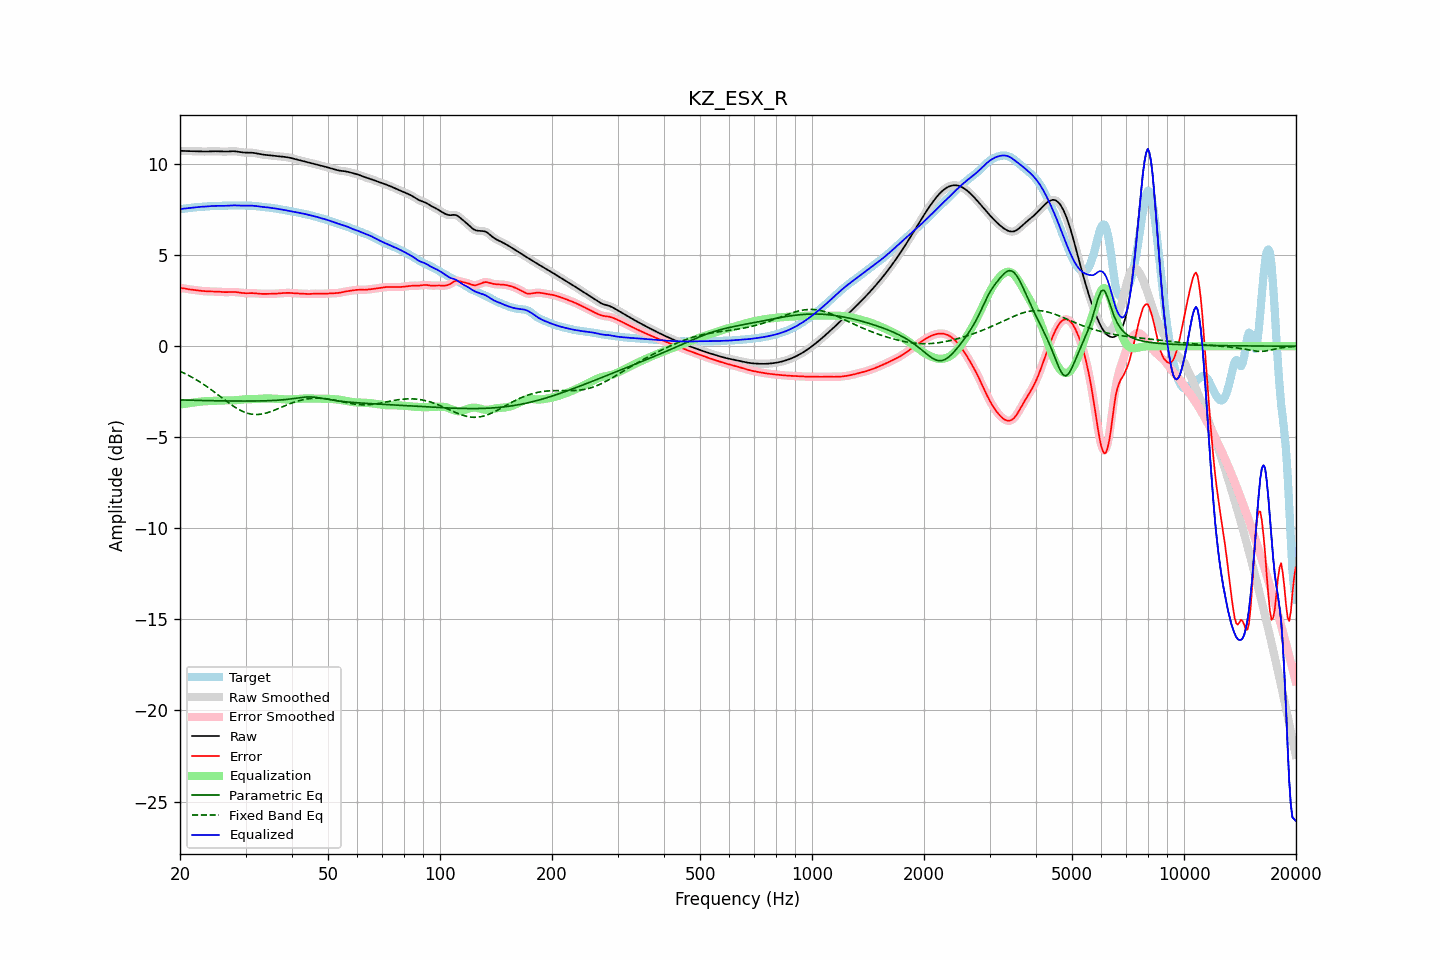 KZ_ESX_R
Amplitude (dBr)
10
5
0
−5
−10
−15
−20
−25
Target
Raw Smoothed
Error Smoothed
Raw
Error
Equalization
Parametric Eq
Fixed Band Eq
Equalized
20 50 100 200 500 1000 2000 5000 10000 20000
Frequency (Hz)